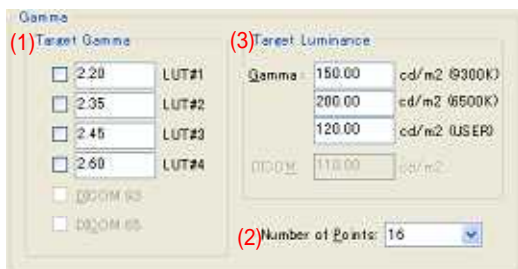 Gamma
(1) Target Gamma
2.20 LUT#1
2.35 LUT#2
2.45 LUT#3
2.60 LUT#4
DICOM 93
DICOM 65
(3) Target Luminance
Gamma: 150.00 cd/m2 (9300K)
200.00 cd/m2 (6500K)
120.00 cd/m2 (USER)
DICOM: 110.00 cd/m2
(2) Number of Points: 16